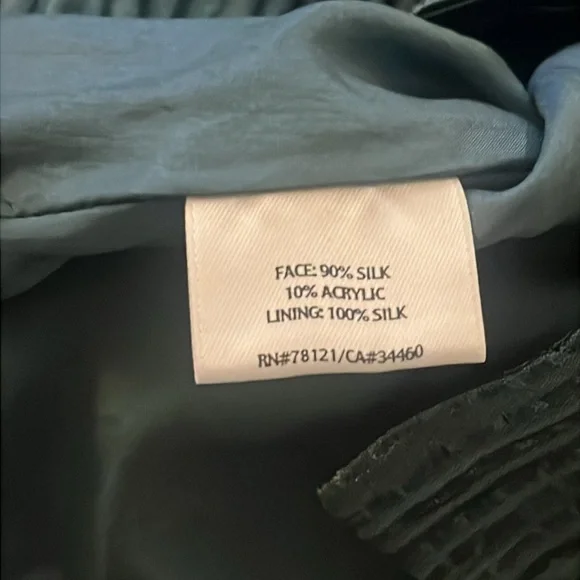 FACE: 90% SILK
10% ACRYLIC
LINING: 100% SILK
RN#78121/CA#34460